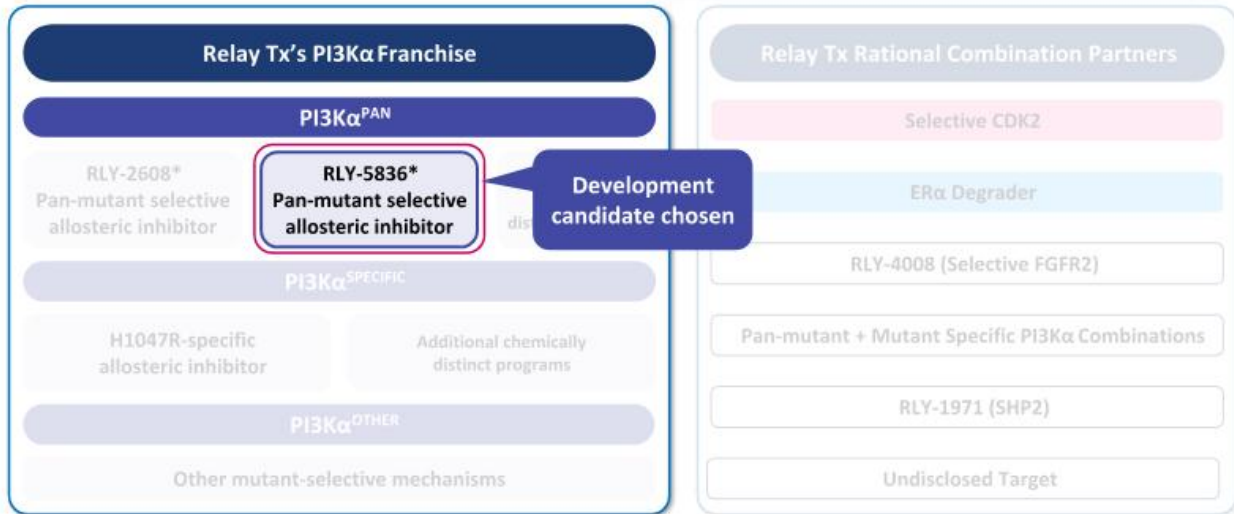 Relay Tx's PI3Kα Franchise
PI3Kα^PAN
RLY-2608*
Pan-mutant selective
allosteric inhibitor
RLY-5836*
Pan-mutant selective
allosteric inhibitor
Development
candidate chosen
PI3Kα^SPECIFIC
H1047R-specific
allosteric inhibitor
Additional chemically
distinct programs
PI3Kα^OTHER
Other mutant-selective mechanisms
Relay Tx Rational Combination Partners
Selective CDK2
ERα Degrader
RLY-4008 (Selective FGFR2)
Pan-mutant + Mutant Specific PI3Kα Combinations
RLY-1971 (SHP2)
Undisclosed Target